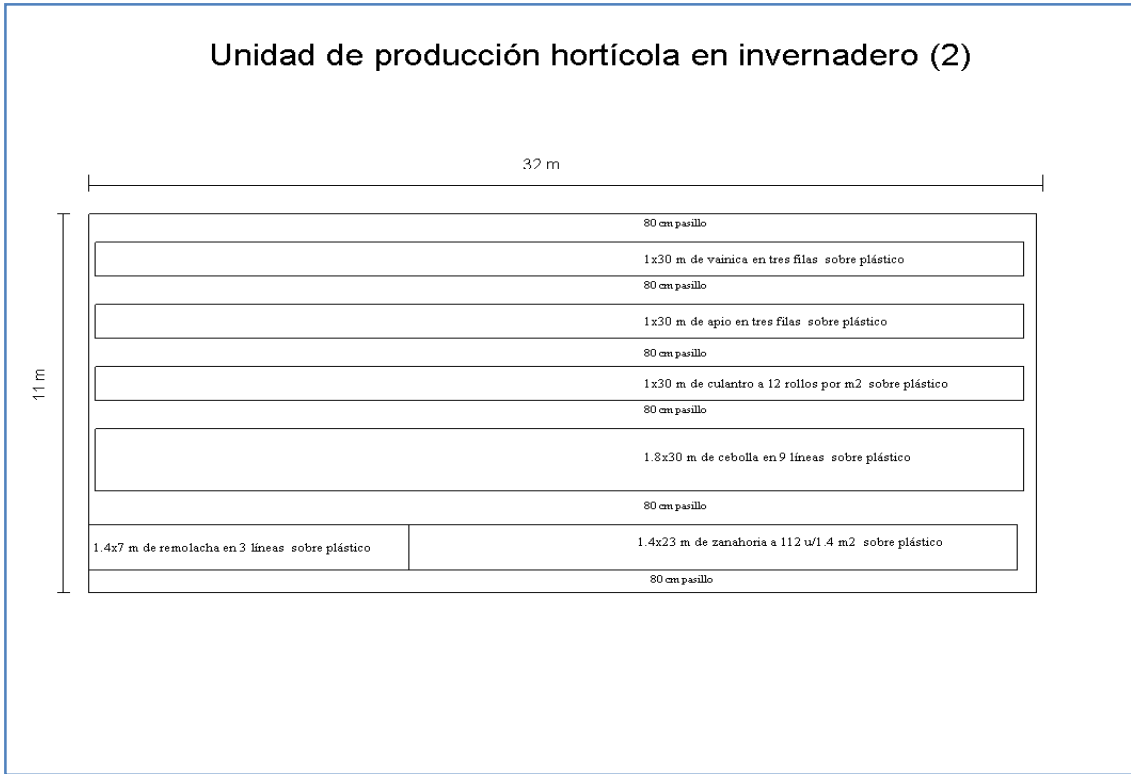 Unidad de producción hortícola en invernadero (2)
32 m
11 m
80 cm pasillo
1x30 m de vainica en tres filas sobre plástico
80 cm pasillo
1x30 m de apio en tres filas sobre plástico
80 cm pasillo
1x30 m de culantro a 12 rollos por m2 sobre plástico
80 cm pasillo
1.8x30 m de cebolla en 9 líneas sobre plástico
80 cm pasillo
1.4x7 m de remolacha en 3 líneas sobre plástico
1.4x23 m de zanahoria a 112 u/1.4 m2 sobre plástico
80 cm pasillo